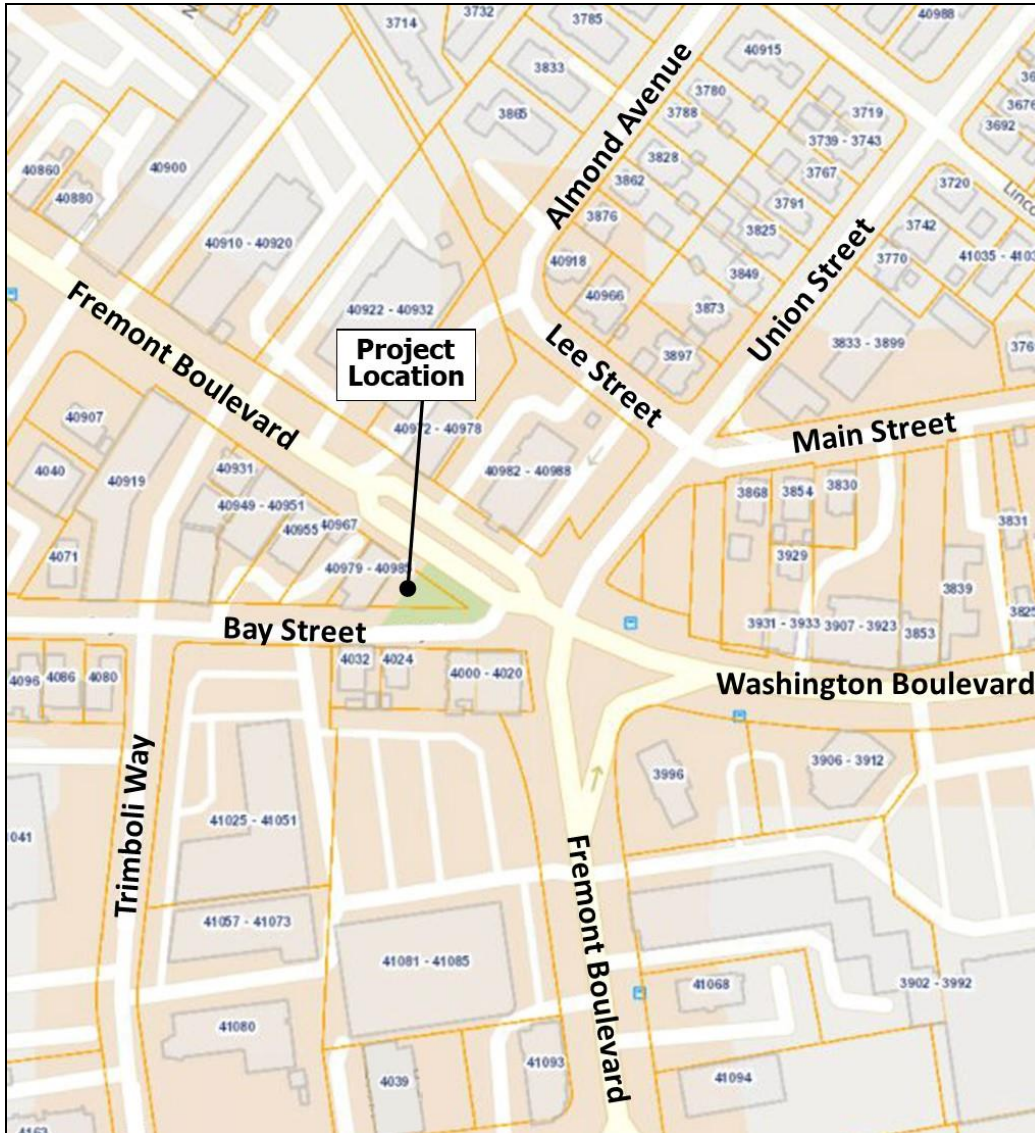 3714
3732
3785
40988
40915
3833
3780
3865
3788
3719
3676
3692
3739 - 3743
40860
40900
Almond Avenue
3828
3767
40880
3862
3720
3791
3876
3742
3825
40910 - 40920
40918
3770
3849
Union Street
40966
Fremont Boulevard
40922 - 40932
3873
Project
Location
Lee Street
3897
3833 - 3899
40907
40972 - 40978
Main Street
4040
40931
40982 - 40988
40919
3868
3854
3830
40949 - 40951
40967
40955
3831
4071
40979 - 40985
3929
3839
Bay Street
3931 - 3933
3907 - 3923
3853
4032
4024
4096
4086
4080
4000 - 4020
Washington Boulevard
3906 - 3912
3996
Trimboli Way
41025 - 41051
Fremont Boulevard
41057 - 41073
41081 - 41085
41068
3902 - 3992
41080
41093
4039
41094